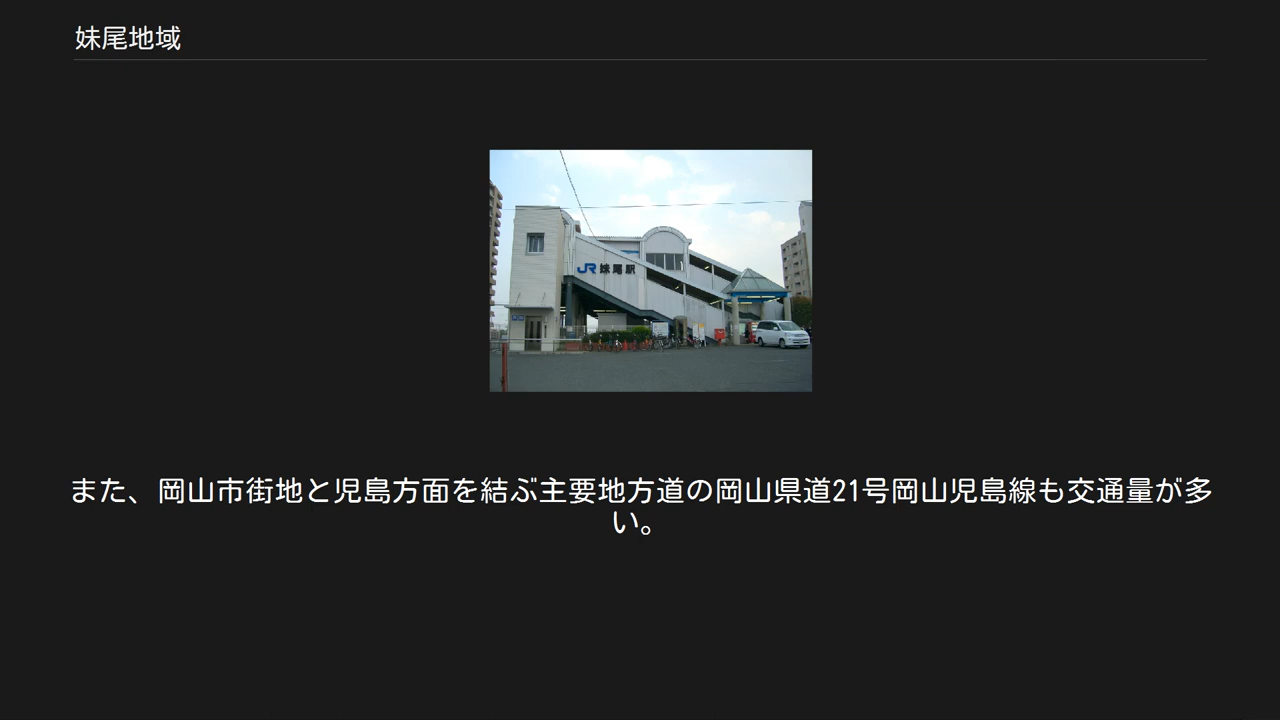 妹尾地域
JR妹尾駅
また、岡山市街地と児島方面を結ぶ主要地方道の岡山県道21号岡山児島線も交通量が多
い。